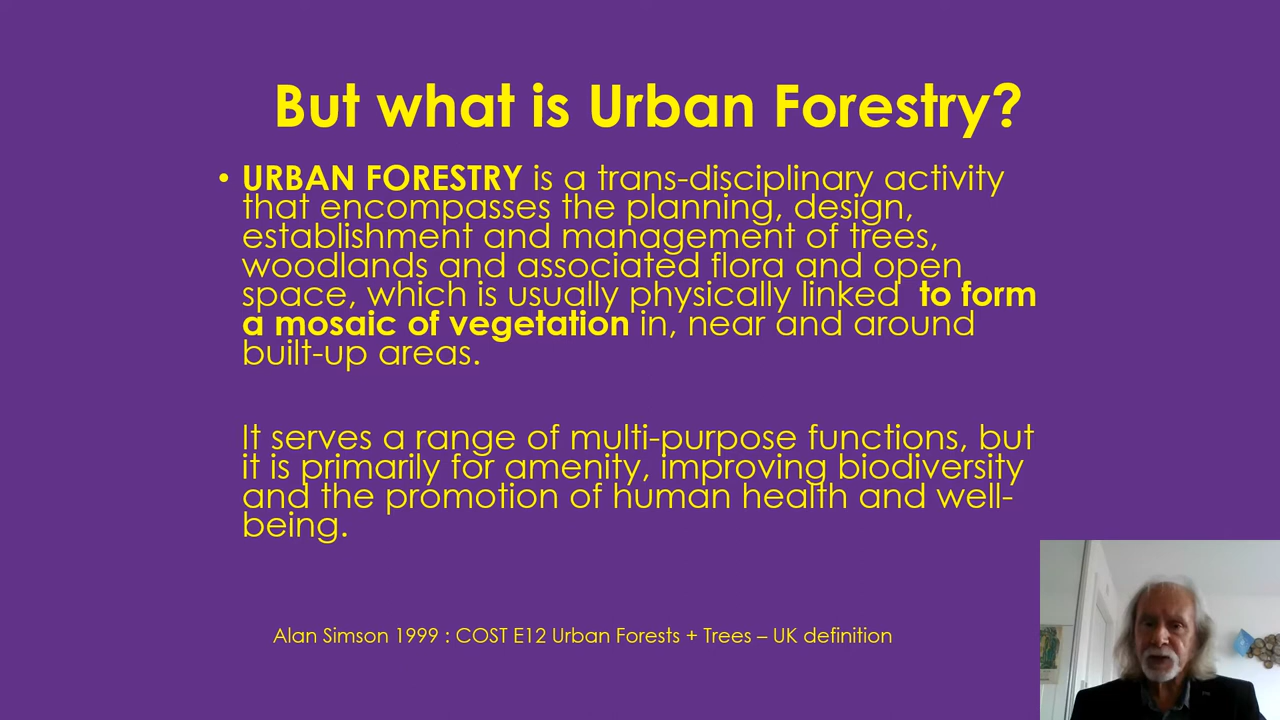 But what is Urban Forestry?
• URBAN FORESTRY is a trans-disciplinary activity
that encompasses the planning, design,
establishment and management of trees,
woodlands and associated flora and open
space, which is usually physically linked to form
a mosaic of vegetation in, near and around
built-up areas.
It serves a range of multi-purpose functions, but
it is primarily for amenity, improving biodiversity
and the promotion of human health and well-
being.
Alan Simson 1999 : COST E12 Urban Forests + Trees – UK definition